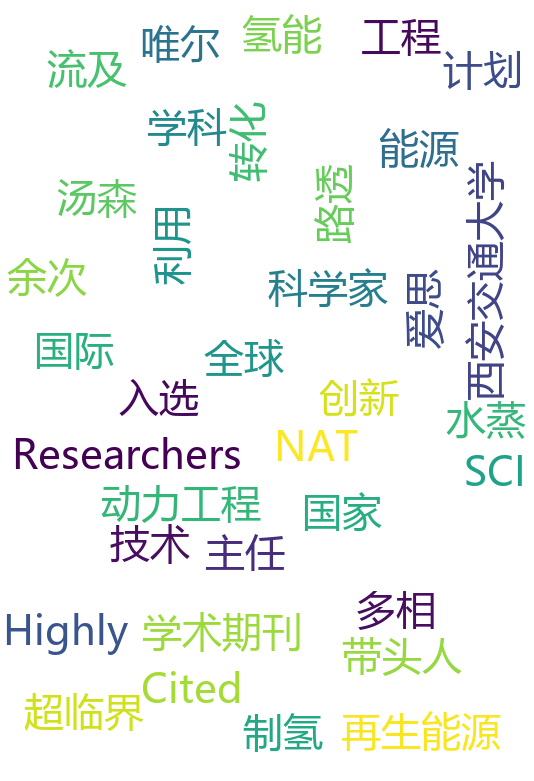 唯尔
氢能
工程
流及
计划
学科
转化
能源
汤森
路透
西安交通大学
利用
余次
科学家
爱思
国际
全球
入选
创新
水蒸
Researchers
NAT
SCI
动力工程
国家
技术
主任
多相
Highly
学术期刊
带头人
Cited
超临界
制氢
再生能源